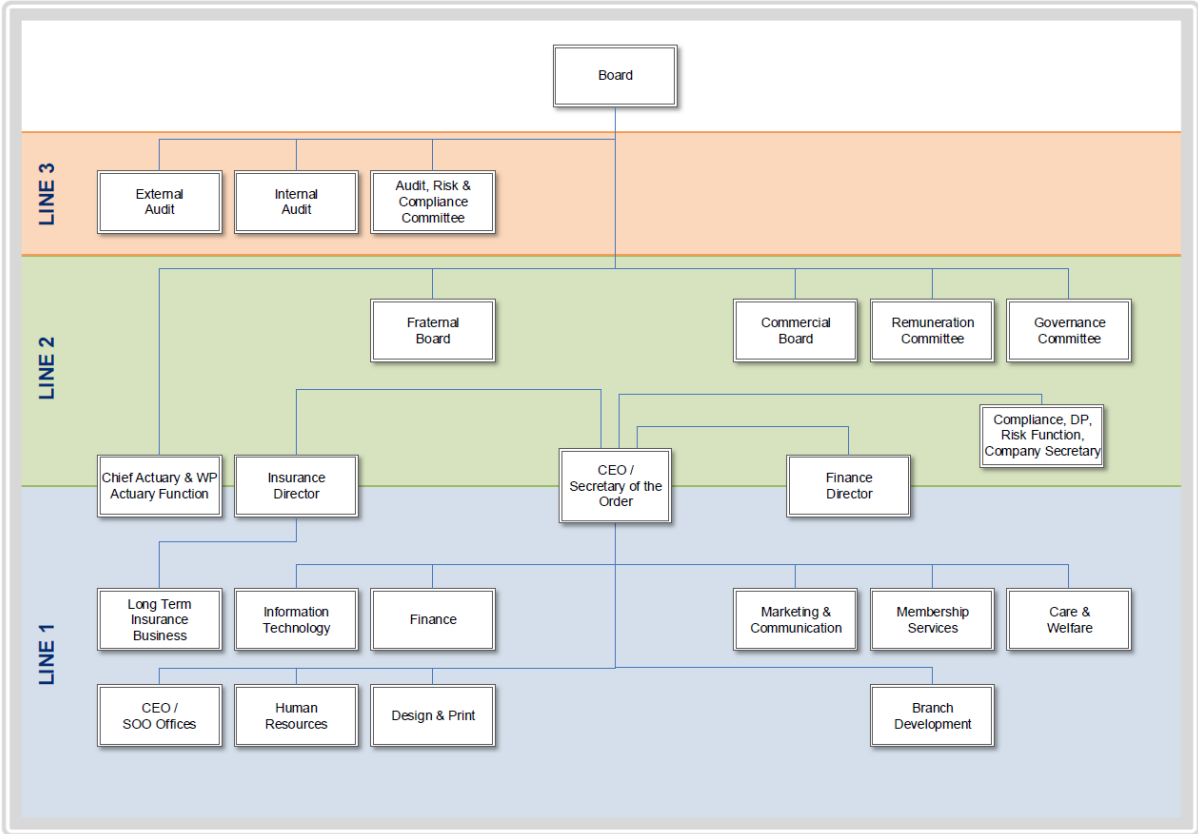 Board
LINE 3
External
Audit
Internal
Audit
Audit, Risk &
Compliance
Committee
LINE 2
Fraternal
Board
Commercial
Board
Remuneration
Committee
Governance
Committee
Compliance, DP,
Risk Function,
Company Secretary
Chief Actuary & WP
Actuary Function
Insurance
Director
CEO /
Secretary of the
Order
Finance
Director
LINE 1
Long Term
Insurance
Business
Information
Technology
Finance
Marketing &
Communication
Membership
Services
Care &
Welfare
CEO /
SOO Offices
Human
Resources
Design & Print
Branch
Development